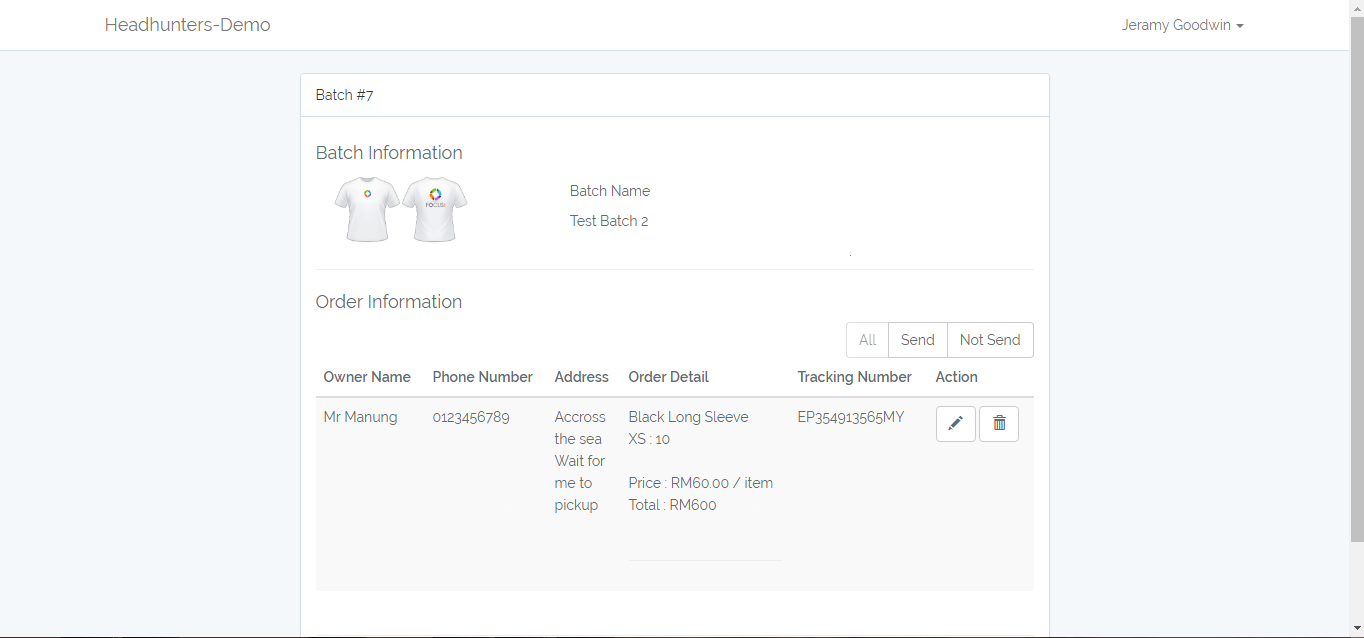 Headhunters-Demo
Jeramy Goodwin
Batch #7
Batch Information
Batch Name
Test Batch 2
Order Information
All Send Not Send
Owner Name Phone Number Address Order Detail Tracking Number Action
Mr Manung 0123456789 Accross Black Long Sleeve EP354913565MY
the sea XS : 10
Wait for
me to Price : RM60.00 / item
pickup Total : RM600